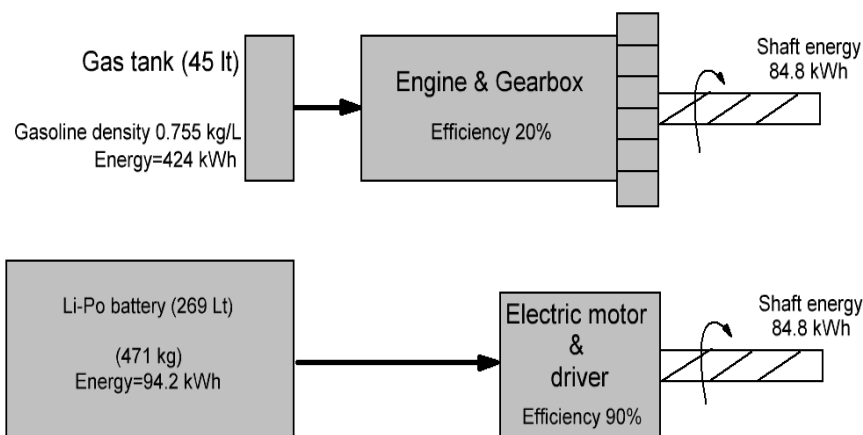 Gas tank (45 lt)
Gasoline density 0.755 kg/L
Energy=424 kWh
Engine & Gearbox
Efficiency 20%
Shaft energy
84.8 kWh
Li-Po battery (269 Lt)
(471 kg)
Energy=94.2 kWh
Electric motor
&
driver
Efficiency 90%
Shaft energy
84.8 kWh